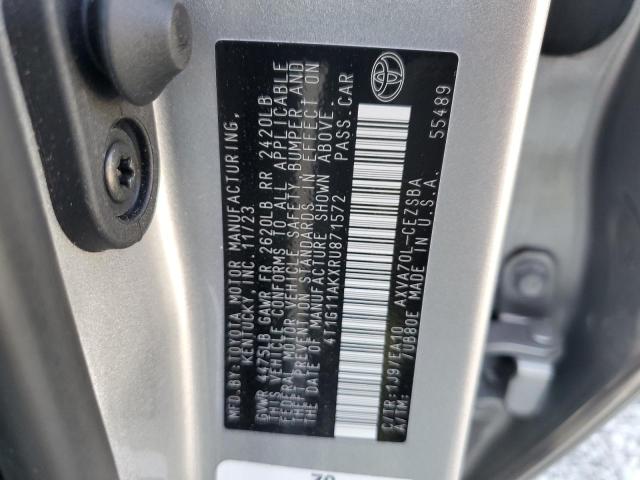 MFD. BY: TOYOTA MOTOR MANUFACTURING,
KENTUCKY INC. 11/23
GVWR 4475LB GAWR FR 2620LB RR 2420LB
THIS VEHICLE CONFORMS TO ALL APPLICABLE
FEDERAL MOTOR VEHICLE SAFETY, BUMPER, AND
THEFT PREVENTION STANDARDS IN EFFECT ON
THE DATE OF MANUFACTURE SHOWN ABOVE.
4T1G11AKXRU871572 PASS. CAR
C/TR: 1J9/EA10 AXVA70L-CEZSBA
A/TM: /UB80E MADE IN U.S.A.
55489